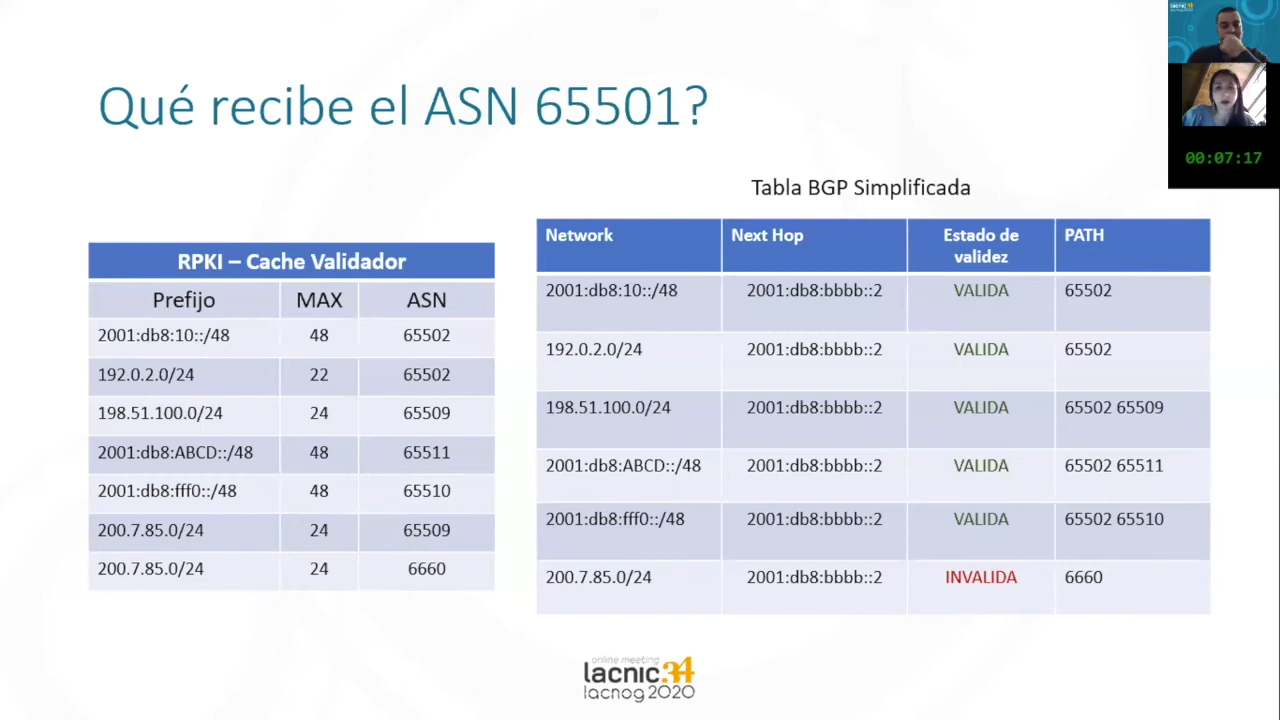 lacnic34
00:07:17
Qué recibe el ASN 65501?
Tabla BGP Simplificada
RPKI – Cache Validador
Prefijo MAX ASN
2001:db8:10::/48 48 65502
192.0.2.0/24 22 65502
198.51.100.0/24 24 65509
2001:db8:ABCD::/48 48 65511
2001:db8:fff0::/48 48 65510
200.7.85.0/24 24 65509
200.7.85.0/24 24 6660
Network Next Hop Estado de validez PATH
2001:db8:10::/48 2001:db8:bbbb::2 VALIDA 65502
192.0.2.0/24 2001:db8:bbbb::2 VALIDA 65502
198.51.100.0/24 2001:db8:bbbb::2 VALIDA 65502 65509
2001:db8:ABCD::/48 2001:db8:bbbb::2 VALIDA 65502 65511
2001:db8:fff0::/48 2001:db8:bbbb::2 VALIDA 65502 65510
200.7.85.0/24 2001:db8:bbbb::2 INVALIDA 6660
online meeting
lacnic34
lacnog2020